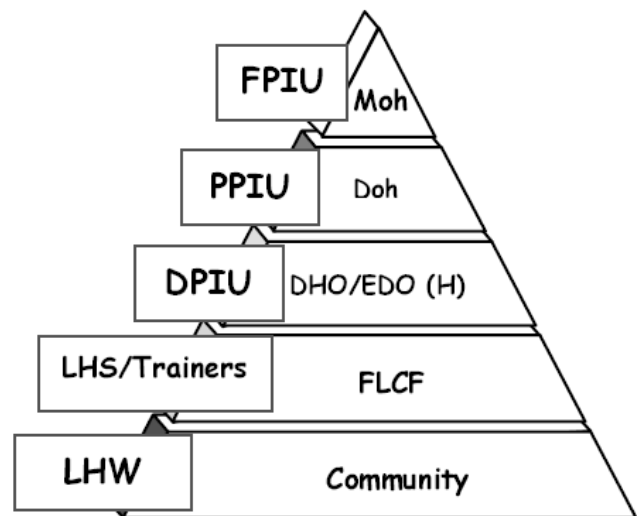 FPIU
Moh
PPIU
Doh
DPIU
DHO/EDO (H)
LHS/Trainers
FLCF
LHW
Community